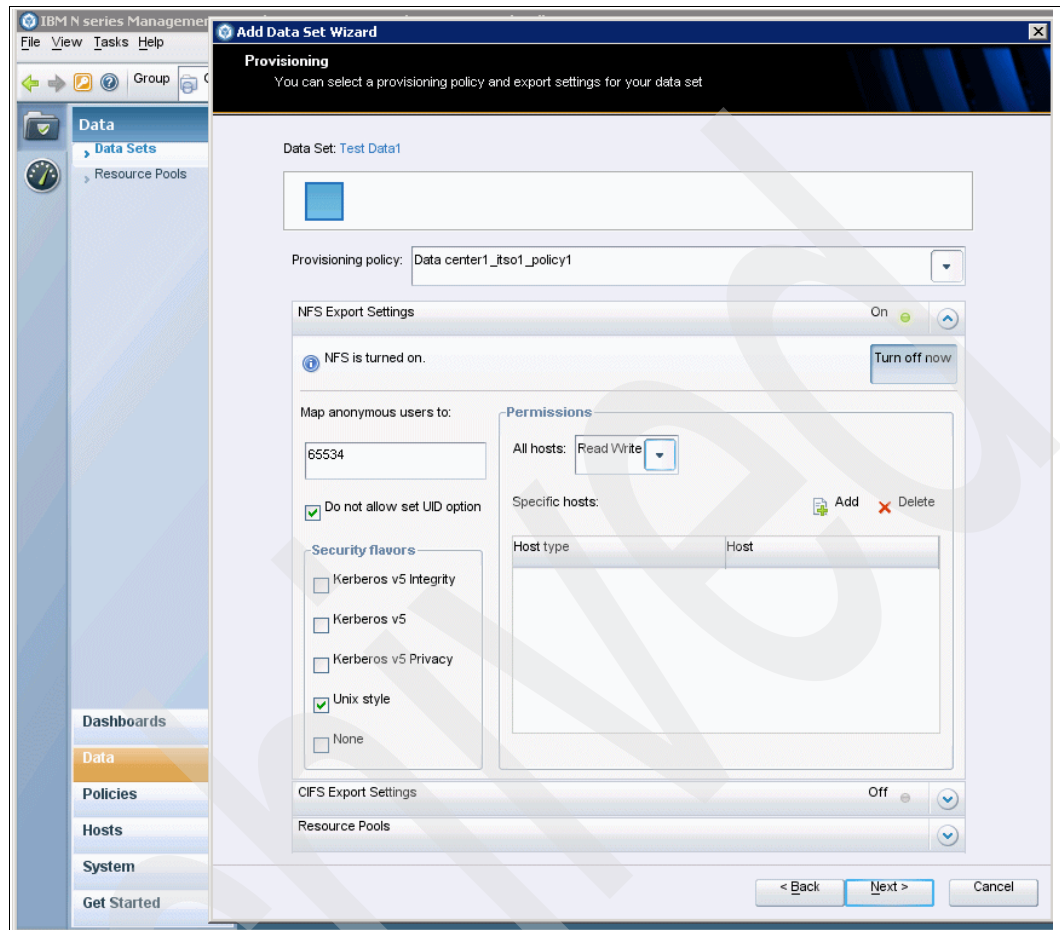 IBM N series Managemer
File View Tasks Help
Group
Data
Data Sets
Resource Pools
Dashboards
Data
Policies
Hosts
System
Get Started
Add Data Set Wizard
Provisioning
You can select a provisioning policy and export settings for your data set
Data Set: Test Data1
Provisioning policy: Data center1_itso1_policy1
NFS Export Settings On
NFS is turned on. Turn off now
Map anonymous users to:
65534
Do not allow set UID option
Security flavors
Kerberos v5 Integrity
Kerberos v5
Kerberos v5 Privacy
Unix style
None
Permissions
All hosts: Read Write
Specific hosts: Add Delete
Host type Host
CIFS Export Settings Off
Resource Pools
< Back Next > Cancel